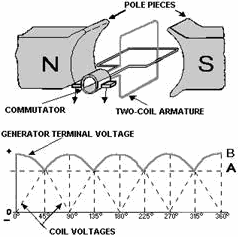 POLE PIECES
N
S
COMMUTATOR
TWO-COIL ARMATURE
GENERATOR TERMINAL VOLTAGE
+
B
A
0
–
0° 45° 90° 135° 180° 225° 270° 315° 360°
COIL VOLTAGES